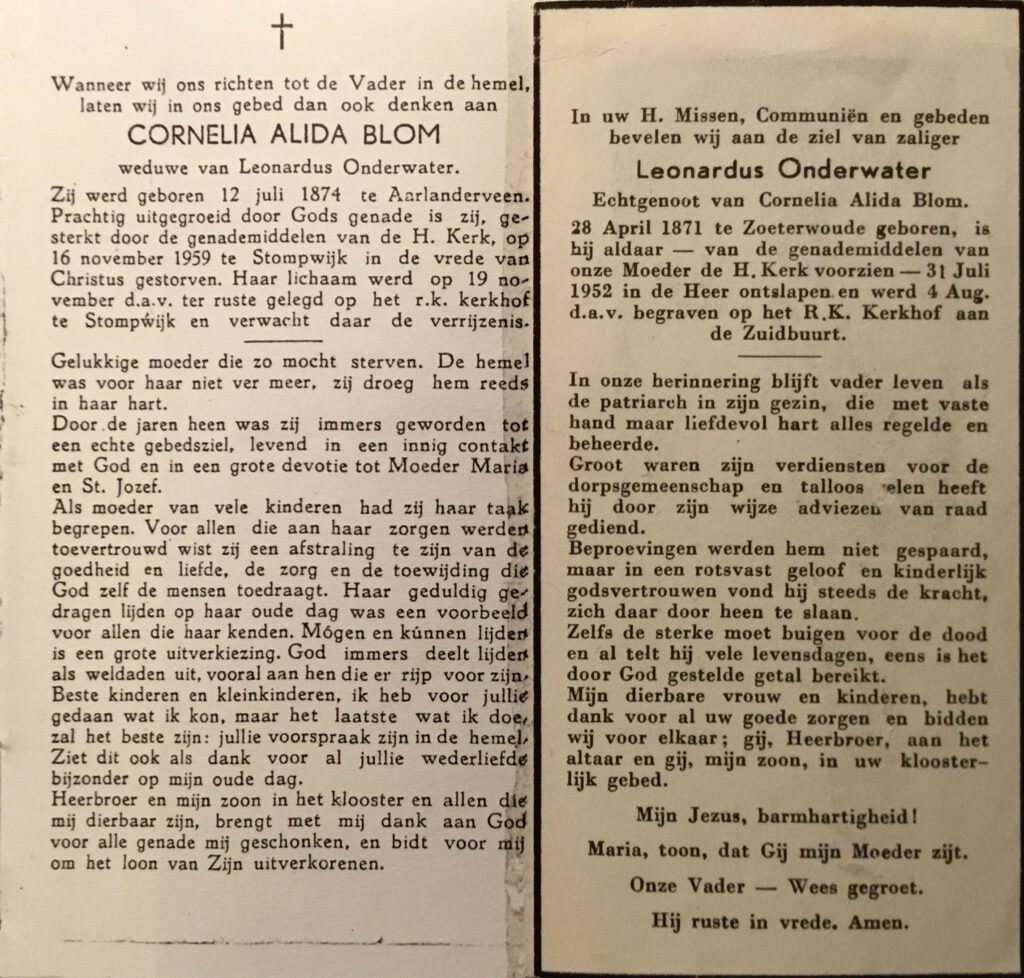 Wanneer wij ons richten tot de Vader in de hemel,
laten wij in ons gebed dan ook denken aan
CORNELIA ALIDA BLOM
weduwe van Leonardus Onderwater.
Zij werd geboren 12 juli 1874 te Aarlanderveen.
Prachtig uitgegroeid door Gods genade is zij, ge-
sterkt door de genademiddelen van de H. Kerk, op
16 november 1959 te Stompwijk in de vrede van
Christus gestorven. Haar lichaam werd op 19 no-
vember d.a.v. ter ruste gelegd op het r.k. kerkhof
te Stompwijk en verwacht daar de verrijzenis.
Gelukkige moeder die zo mocht sterven. De hemel
was voor haar niet ver meer, zij droeg hem reeds
in haar hart.
Door de jaren heen was zij immers geworden tot
een echte gebedsziel, levend in een innig contakt
met God en in een grote devotie tot Moeder Maria
en St. Jozef.
Als moeder van vele kinderen had zij haar taak
begrepen. Voor allen die aan haar zorgen werden
toevertrouwd wist zij een afstraling te zijn van de
goedheid en liefde, de zorg en de toewijding die
God zelf de mensen toedraagt. Haar geduldig ge-
dragen lijden op haar oude dag was een voorbeeld
voor allen die haar kenden. Mógen en kúnnen lijden
is een grote uitverkiezing. God immers deelt lijden
als weldaden uit, vooral aan hen die er rijp voor zijn.
Beste kinderen en kleinkinderen, ik heb voor jullie
gedaan wat ik kon, maar het laatste wat ik doe,
zal het beste zijn: jullie voorspraak zijn in de hemel.
Ziet dit ook als dank voor al jullie wederliefde
bijzonder op mijn oude dag.
Heerbroer en mijn zoon in het klooster en allen die
mij dierbaar zijn, brengt met mij dank aan God
voor alle genade mij geschonken, en bidt voor mij
om het loon van Zijn uitverkorenen.
In uw H. Missen, Communiën en gebeden
bevelen wij aan de ziel van zaliger
Leonardus Onderwater
Echtgenoot van Cornelia Alida Blom.
28 April 1871 te Zoeterwoude geboren, is
hij aldaar — van de genademiddelen van
onze Moeder de H. Kerk voorzien — 31 Juli
1952 in de Heer ontslapen en werd 4 Aug.
d.a.v. begraven op het R.K. Kerkhof aan
de Zuidbuurt.
In onze herinnering blijft vader leven als
de patriarch in zijn gezin, die met vaste
hand maar liefdevol hart alles regelde en
beheerde.
Groot waren zijn verdiensten voor de
dorpsgemeenschap en talloos elen heeft
hij door zijn wijze adviezen van raad
gediend.
Beproevingen werden hem niet gespaard,
maar in een rotsvast geloof en kinderlijk
godsvertrouwen vond hij steeds de kracht,
zich daar door heen te slaan.
Zelfs de sterke moet buigen voor de dood
en al telt hij vele levensdagen, eens is het
door God gestelde getal bereikt.
Mijn dierbare vrouw en kinderen, hebt
dank voor al uw goede zorgen en bidden
wij voor elkaar; gij, Heerbroer, aan het
altaar en gij, mijn zoon, in uw klooster-
lijk gebed.
Mijn Jezus, barmhartigheid!
Maria, toon, dat Gij mijn Moeder zijt.
Onze Vader — Wees gegroet.
Hij ruste in vrede. Amen.